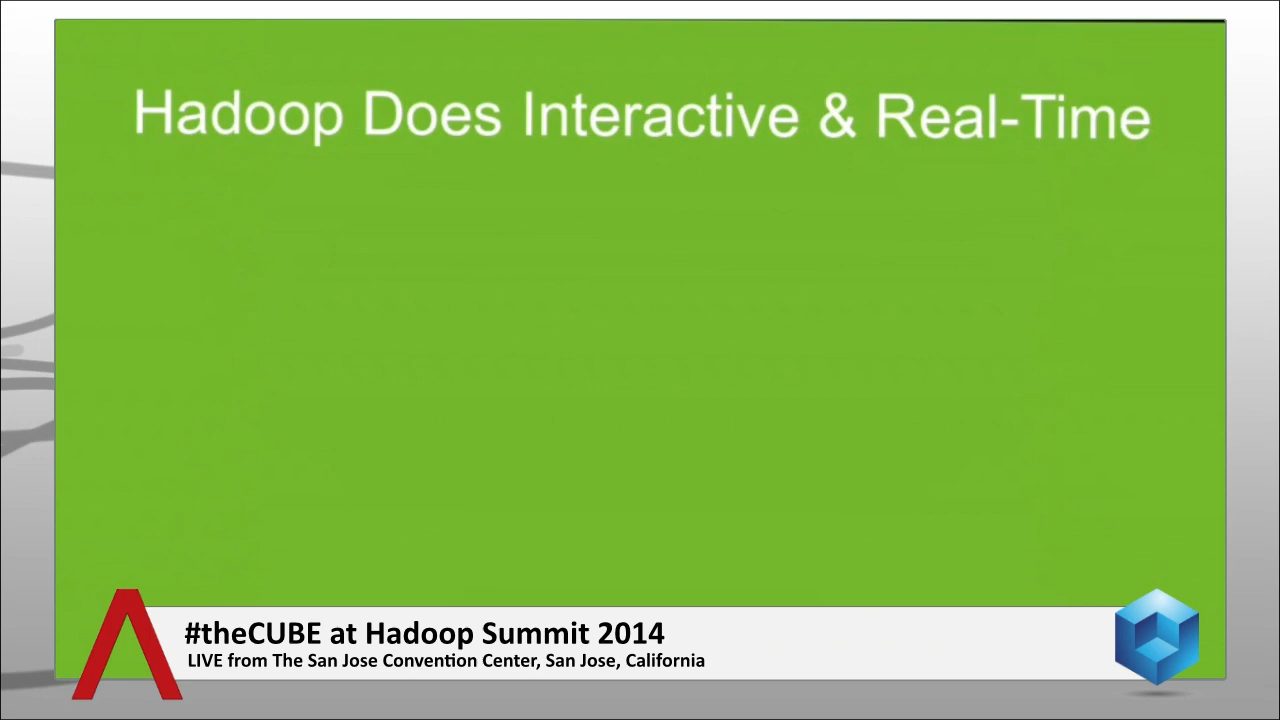 Hadoop Does Interactive & Real-Time
#theCUBE at Hadoop Summit 2014
LIVE from The San Jose Convention Center, San Jose, California